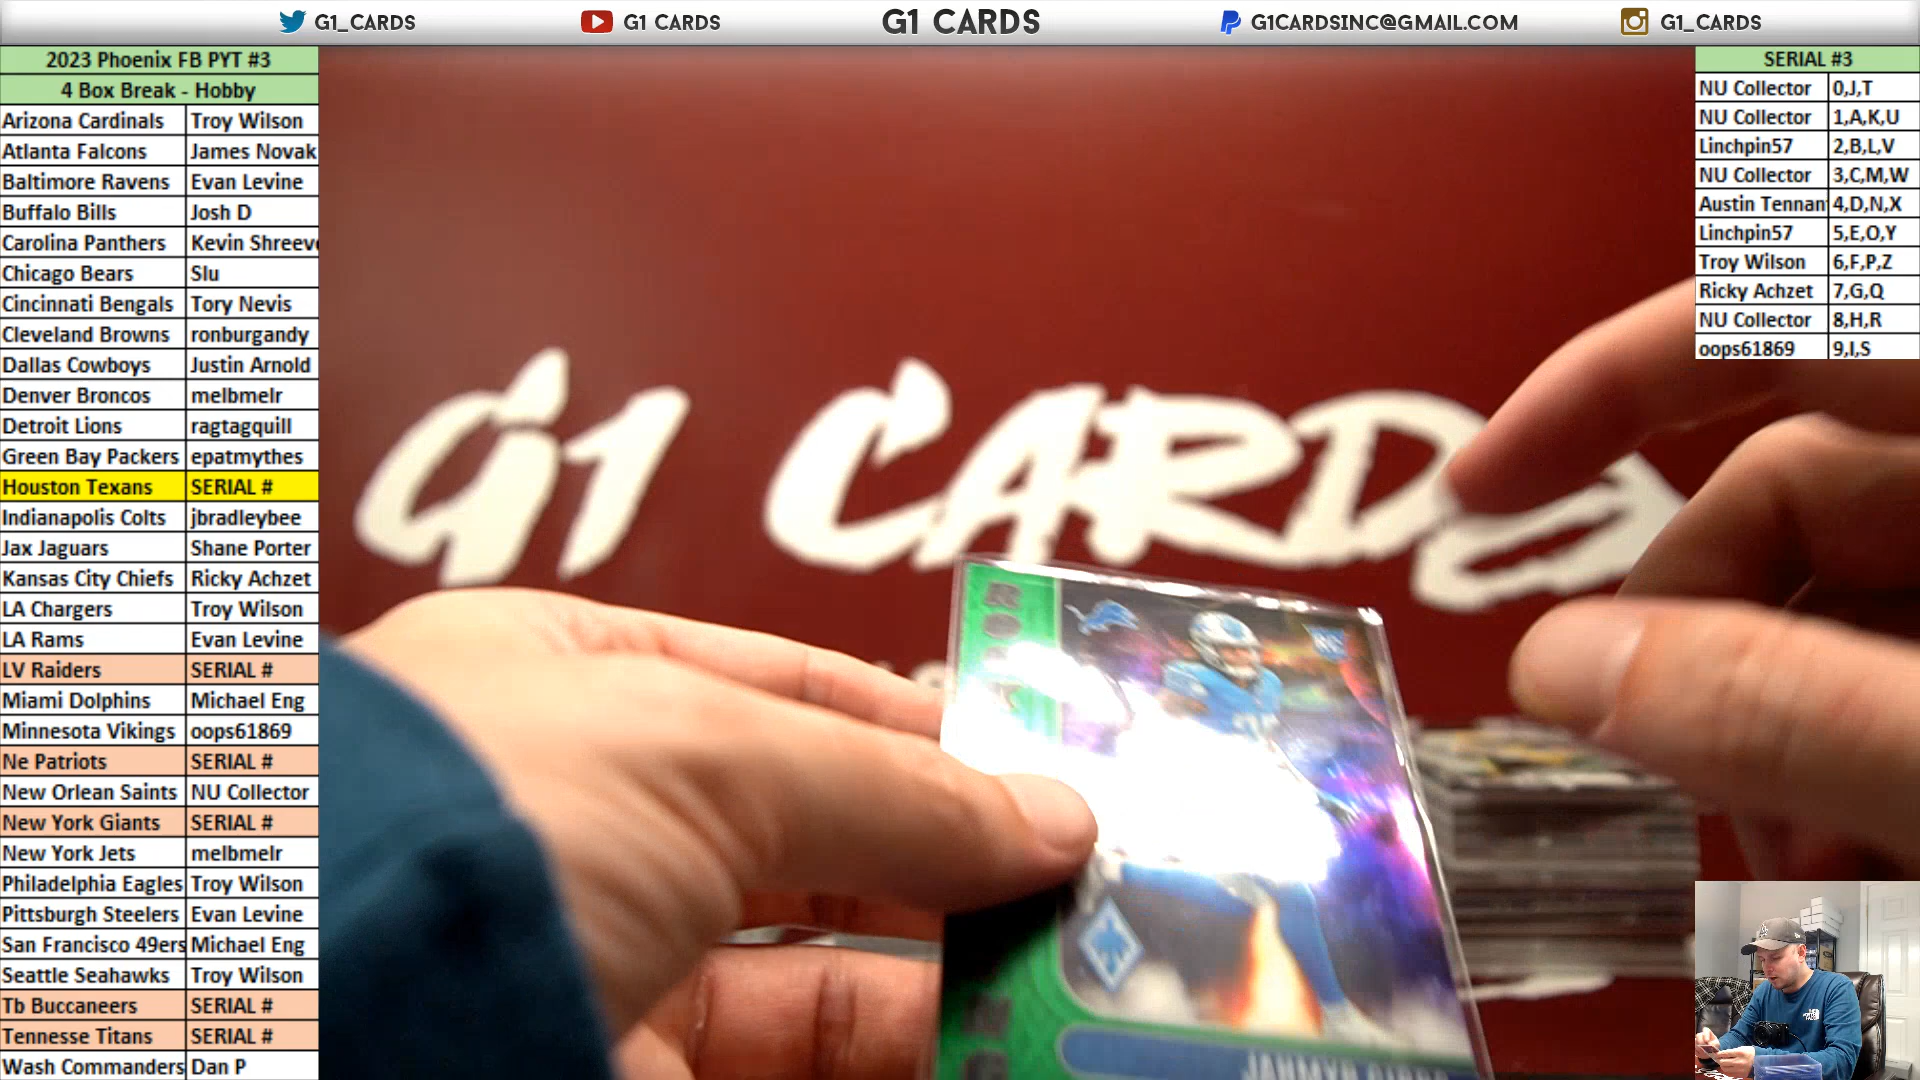 G1_CARDS
G1 CARDS
G1 CARDS
G1CARDSINC@GMAIL.COM
G1_CARDS
2023 Phoenix FB PYT #3
4 Box Break - Hobby
Arizona Cardinals Troy Wilson
Atlanta Falcons James Novak
Baltimore Ravens Evan Levine
Buffalo Bills Josh D
Carolina Panthers Kevin Shreeve
Chicago Bears Slu
Cincinnati Bengals Tory Nevis
Cleveland Browns ronburgandy
Dallas Cowboys Justin Arnold
Denver Broncos melbmelr
Detroit Lions ragtagquill
Green Bay Packers epatmythes
Houston Texans SERIAL #
Indianapolis Colts jbradleybee
Jax Jaguars Shane Porter
Kansas City Chiefs Ricky Achzet
LA Chargers Troy Wilson
LA Rams Evan Levine
LV Raiders SERIAL #
Miami Dolphins Michael Eng
Minnesota Vikings oops61869
Ne Patriots SERIAL #
New Orlean Saints NU Collector
New York Giants SERIAL #
New York Jets melbmelr
Philadelphia Eagles Troy Wilson
Pittsburgh Steelers Evan Levine
San Francisco 49ers Michael Eng
Seattle Seahawks Troy Wilson
Tb Buccaneers SERIAL #
Tennesse Titans SERIAL #
Wash Commanders Dan P
SERIAL #3
NU Collector 0,J,T
NU Collector 1,A,K,U
Linchpin57 2,B,L,V
NU Collector 3,C,M,W
Austin Tennan 4,D,N,X
Linchpin57 5,E,O,Y
Troy Wilson 6,F,P,Z
Ricky Achzet 7,G,Q
NU Collector 8,H,R
oops61869 9,I,S
G1 CARDS
JAHMYR GIBBS